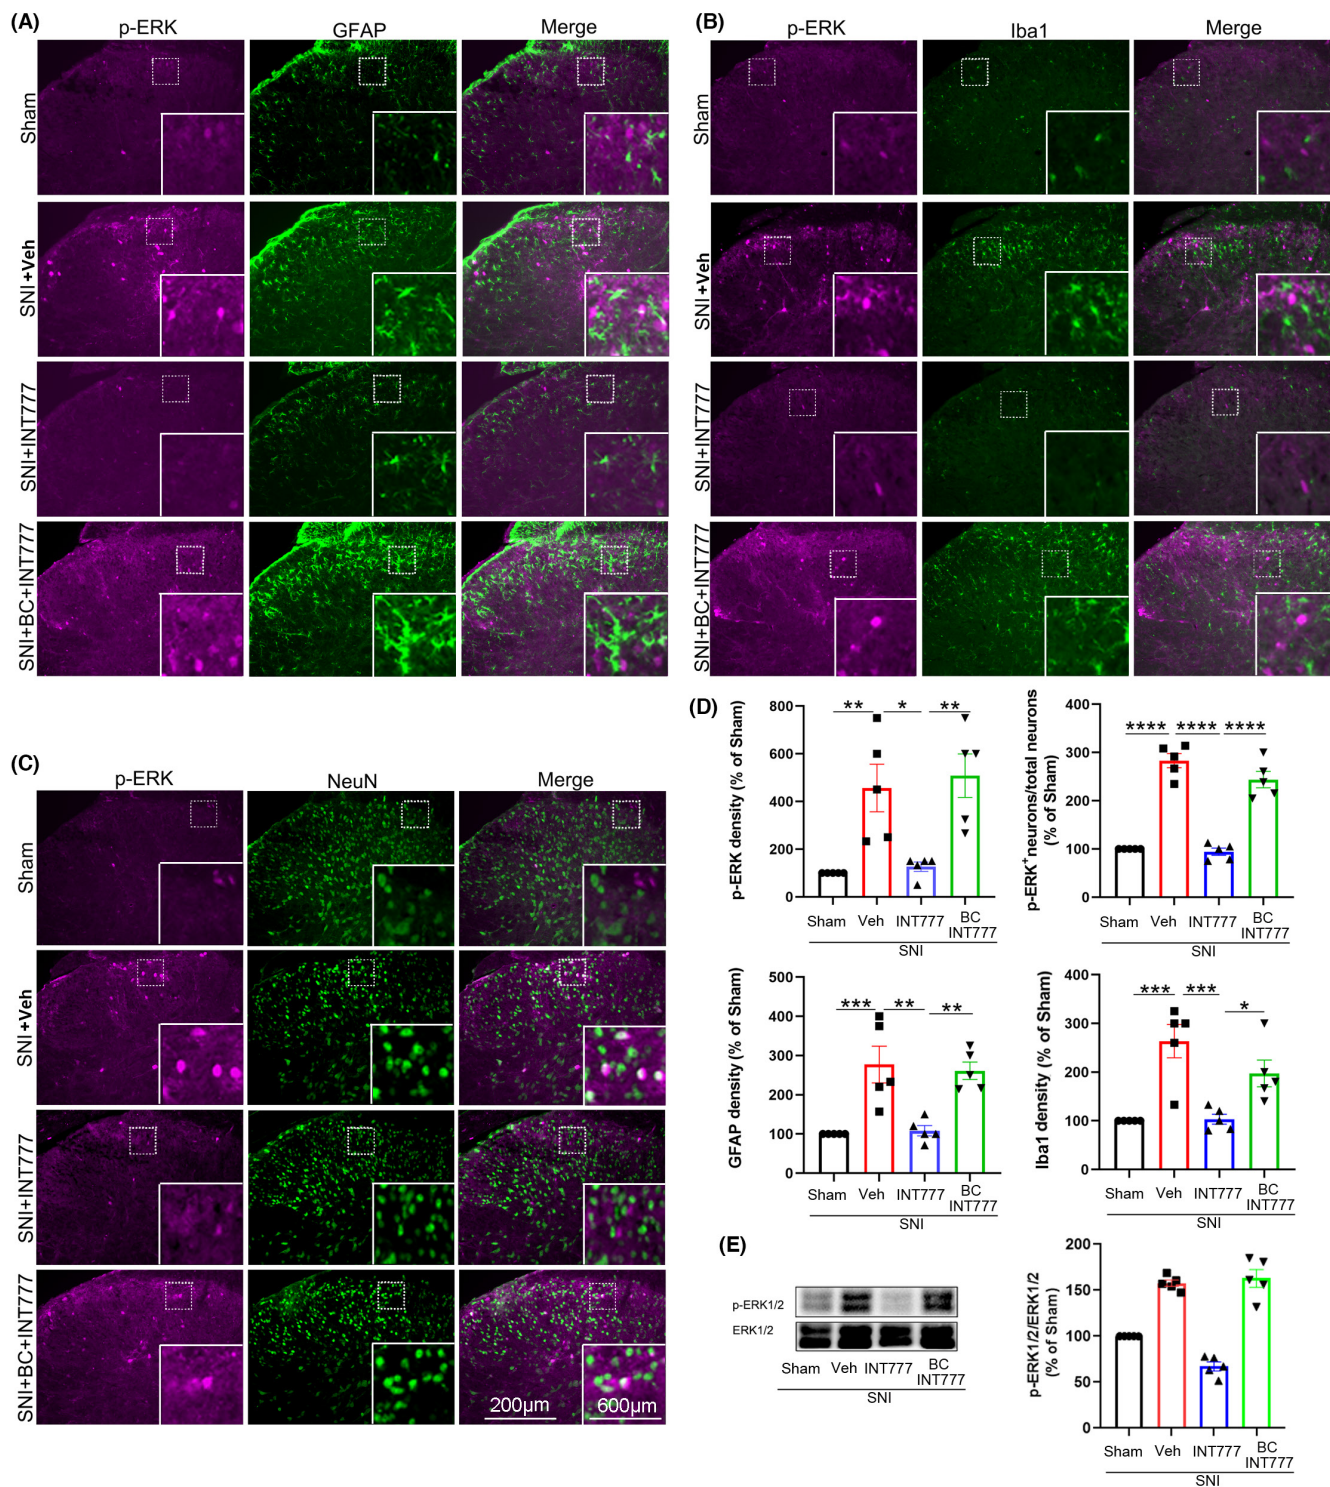 (A)
p-ERK GFAP Merge
Sham
SNI+Veh
SNI+INT777
SNI+BC+INT777
(B)
p-ERK Iba1 Merge
Sham
SNI+Veh
SNI+INT777
SNI+BC+INT777
(C)
p-ERK NeuN Merge
Sham
SNI+Veh
SNI+INT777
SNI+BC+INT777
200µm 600µm
(D)
p-ERK density (% of Sham)
800
600
400
200
0
** * **
Sham Veh INT777 BC
INT777
SNI
p-ERK+neurons/total neurons
(% of Sham)
400
300
200
100
0
**** **** ****
Sham Veh INT777 BC
INT777
SNI
GFAP density (% of Sham)
500
400
300
200
100
0
*** ** **
Sham Veh INT777 BC
INT777
SNI
Iba1 density (% of Sham)
400
300
200
100
0
*** *** *
Sham Veh INT777 BC
INT777
SNI
(E)
p-ERK1/2
ERK1/2
Sham Veh INT777 BC
INT777
SNI
p-ERK1/2/ERK1/2
(% of Sham)
200
150
100
50
0
Sham Veh INT777 BC
INT777
SNI